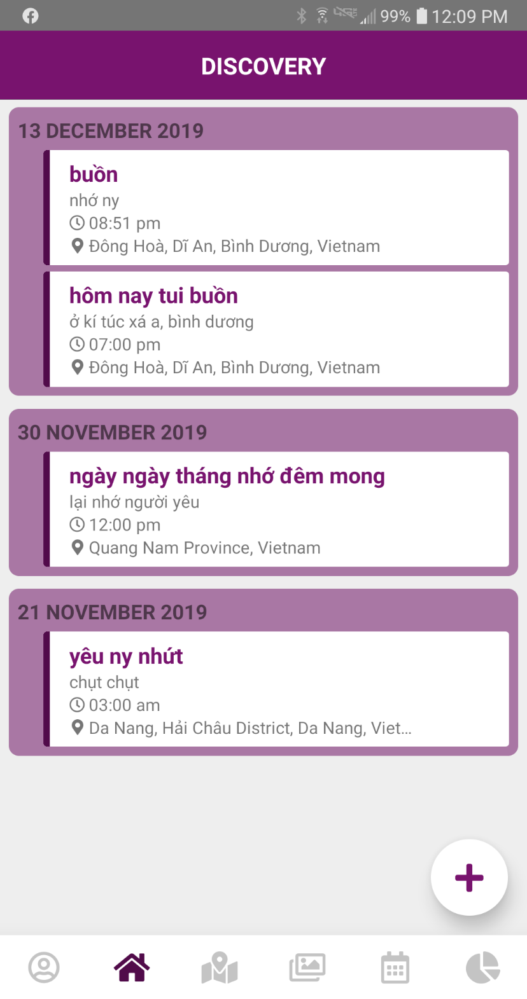 99% 12:09 PM
DISCOVERY
13 DECEMBER 2019
buồn
nhớ ny
08:51 pm
Đông Hoà, Dĩ An, Bình Dương, Vietnam
hôm nay tui buồn
ở kí túc xá a, bình dương
07:00 pm
Đông Hoà, Dĩ An, Bình Dương, Vietnam
30 NOVEMBER 2019
ngày ngày tháng nhớ đêm mong
lại nhớ người yêu
12:00 pm
Quang Nam Province, Vietnam
21 NOVEMBER 2019
yêu ny nhứt
chụt chụt
03:00 am
Da Nang, Hải Châu District, Da Nang, Viet...